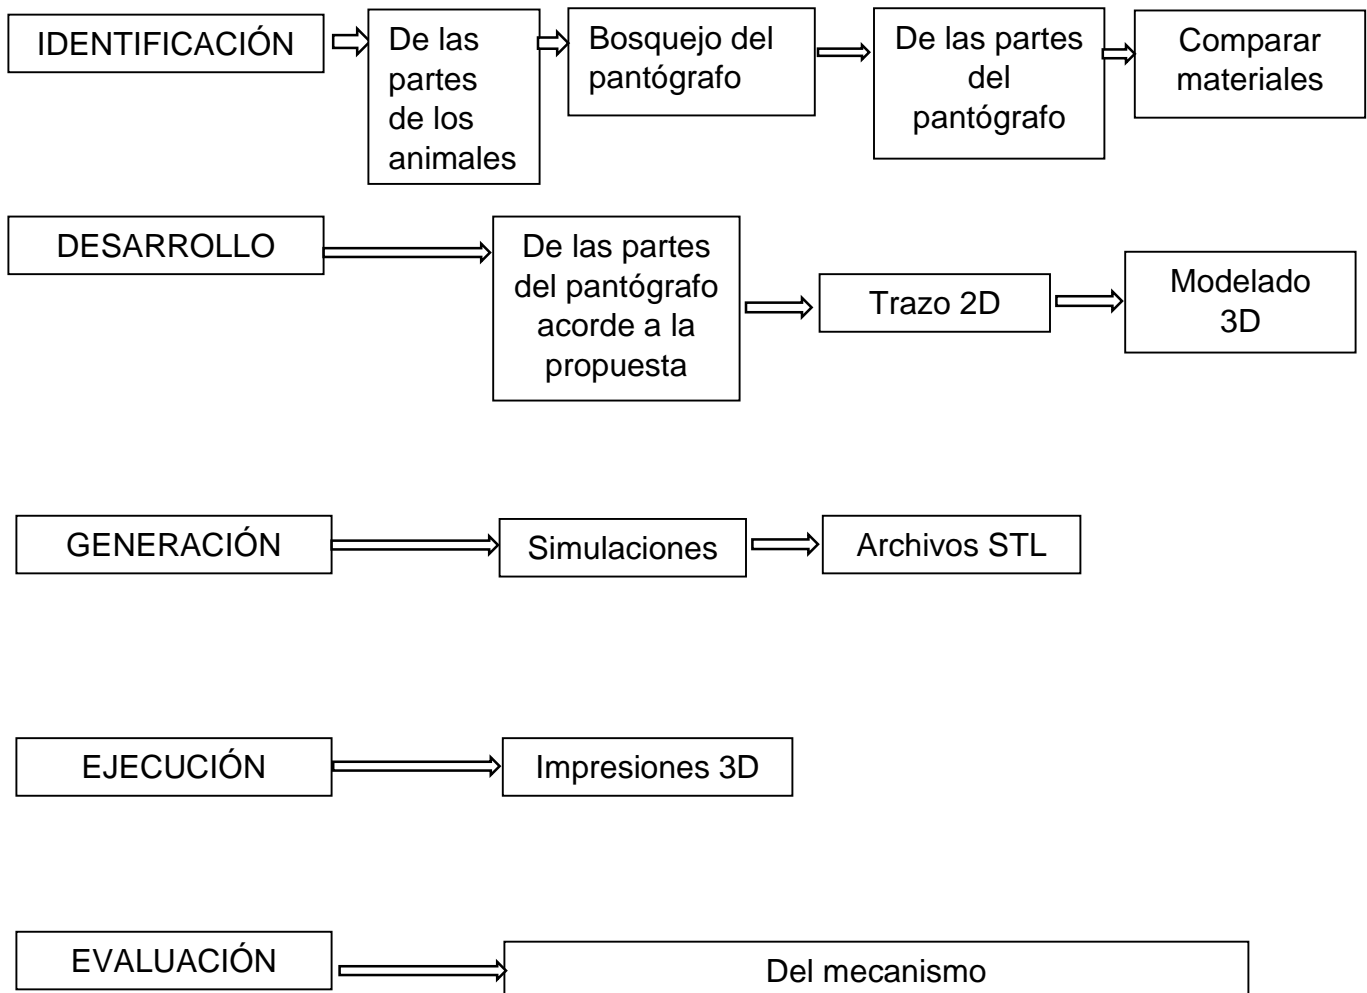 IDENTIFICACIÓN
De las
partes
de los
animales
Bosquejo del
pantógrafo
De las partes
del
pantógrafo
Comparar
materiales
DESARROLLO
De las partes
del pantógrafo
acorde a la
propuesta
Trazo 2D
Modelado
3D
GENERACIÓN
Simulaciones
Archivos STL
EJECUCIÓN
Impresiones 3D
EVALUACIÓN
Del mecanismo